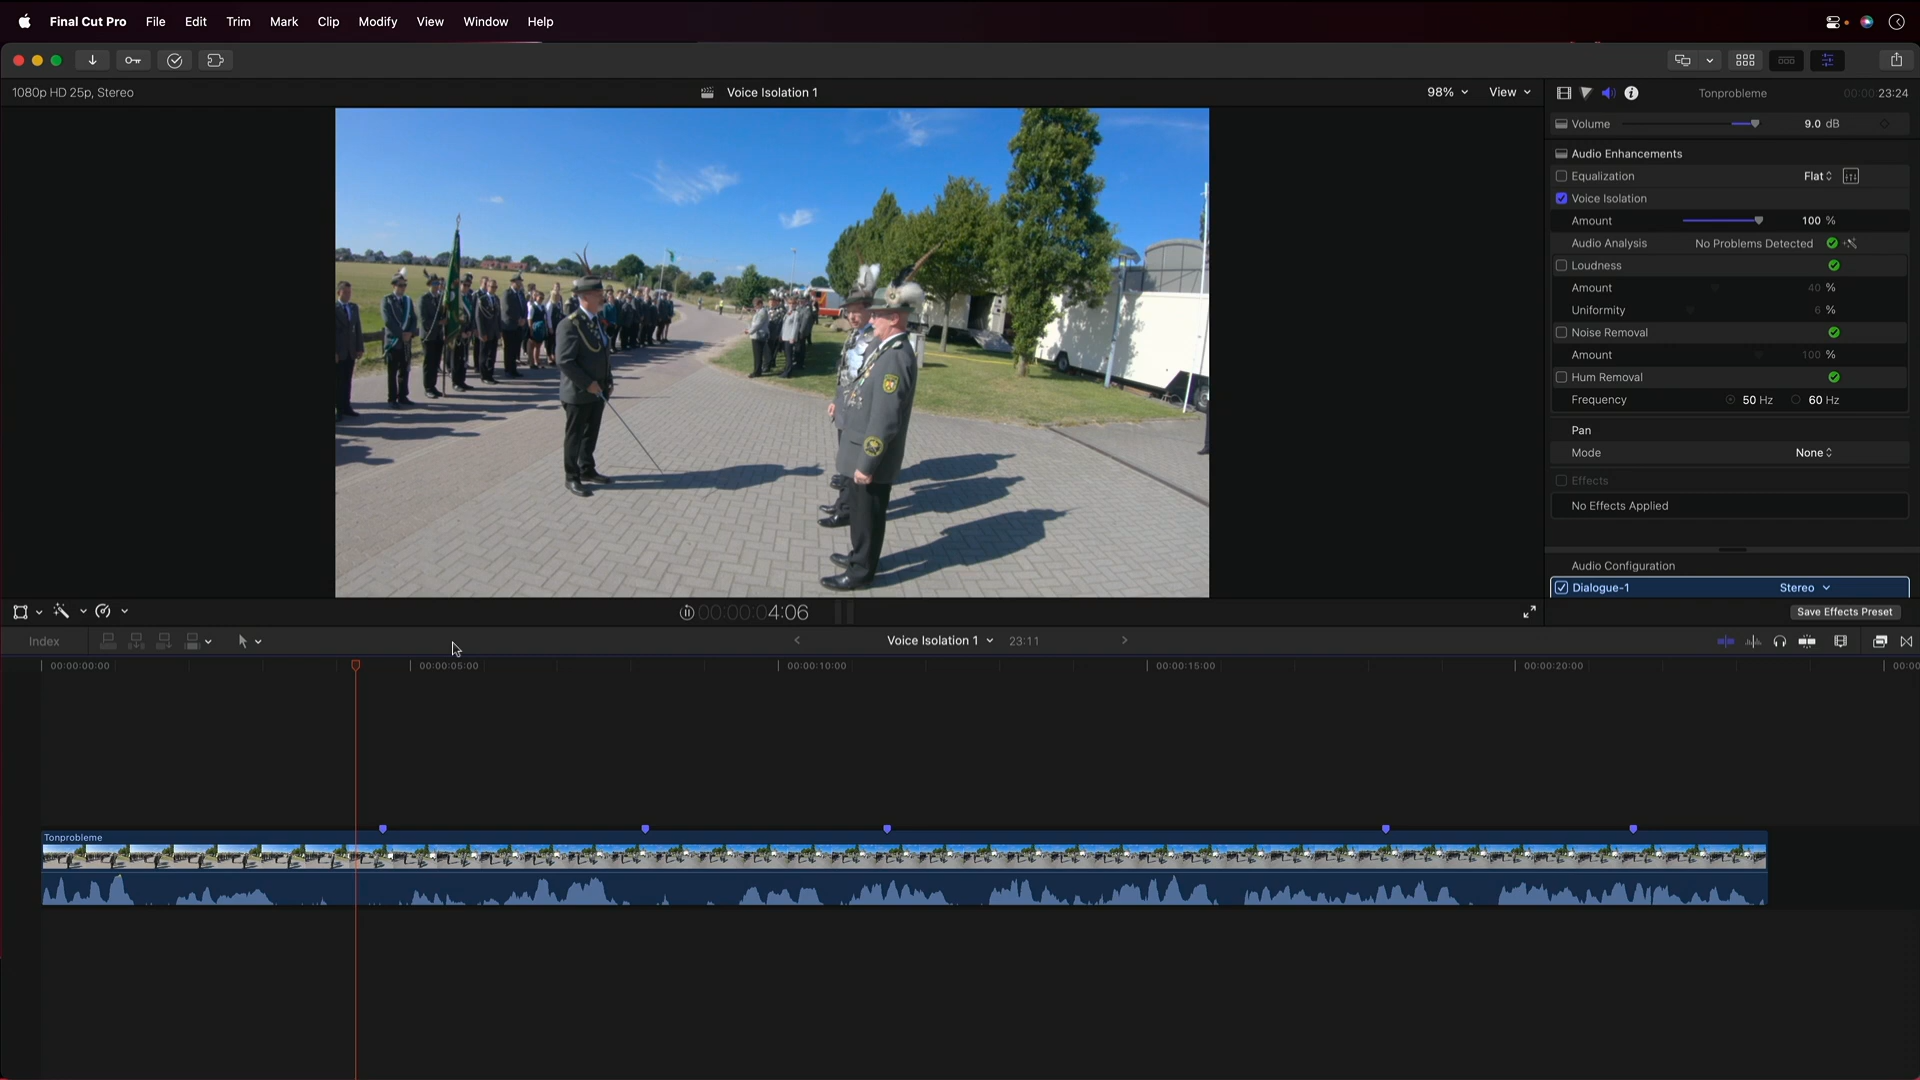 Final Cut Pro File Edit Trim Mark Clip Modify View Window Help
1080p HD 25p, Stereo
Voice Isolation 1
98% View
Tonprobleme 00:00:23:24
Volume 9.0 dB
Audio Enhancements
Equalization Flat
Voice Isolation
Amount 100 %
Audio Analysis No Problems Detected
Loudness
Amount 40 %
Uniformity 6 %
Noise Removal
Amount 100 %
Hum Removal
Frequency 50 Hz 60 Hz
Pan
Mode None
Effects
No Effects Applied
Audio Configuration
Dialogue-1 Stereo
00:00:04:06
Save Effects Preset
Index
Voice Isolation 1 23:11
00:00:00:00 00:00:05:00 00:00:10:00 00:00:15:00 00:00:20:00 00:00
Tonprobleme